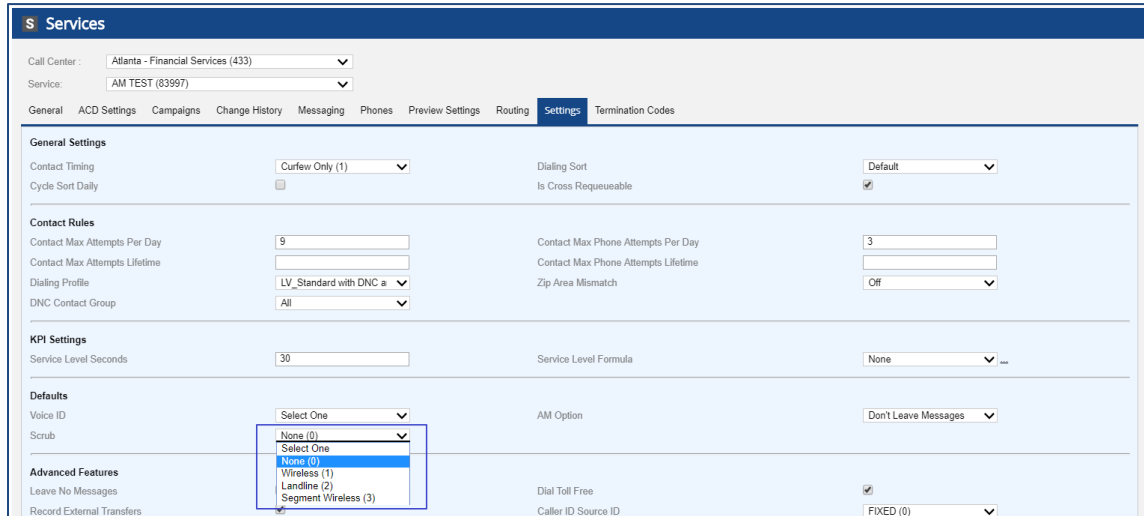 S Services
Call Center : Atlanta - Financial Services (433)
Service: AM TEST (83997)
General ACD Settings Campaigns Change History Messaging Phones Preview Settings Routing Settings Termination Codes
General Settings
Contact Timing Curfew Only (1) Dialing Sort Default
Cycle Sort Daily Is Cross Requeueable
Contact Rules
Contact Max Attempts Per Day 9 Contact Max Phone Attempts Per Day 3
Contact Max Attempts Lifetime Contact Max Phone Attempts Lifetime
Dialing Profile LV_Standard with DNC a Zip Area Mismatch Off
DNC Contact Group All
KPI Settings
Service Level Seconds 30 Service Level Formula None ...
Defaults
Voice ID Select One AM Option Don't Leave Messages
Scrub None (0)
Select One
None (0)
Advanced Features Wireless (1)
Landline (2)
Leave No Messages Segment Wireless (3) Dial Toll Free
Record External Transfers Caller ID Source ID FIXED (0)